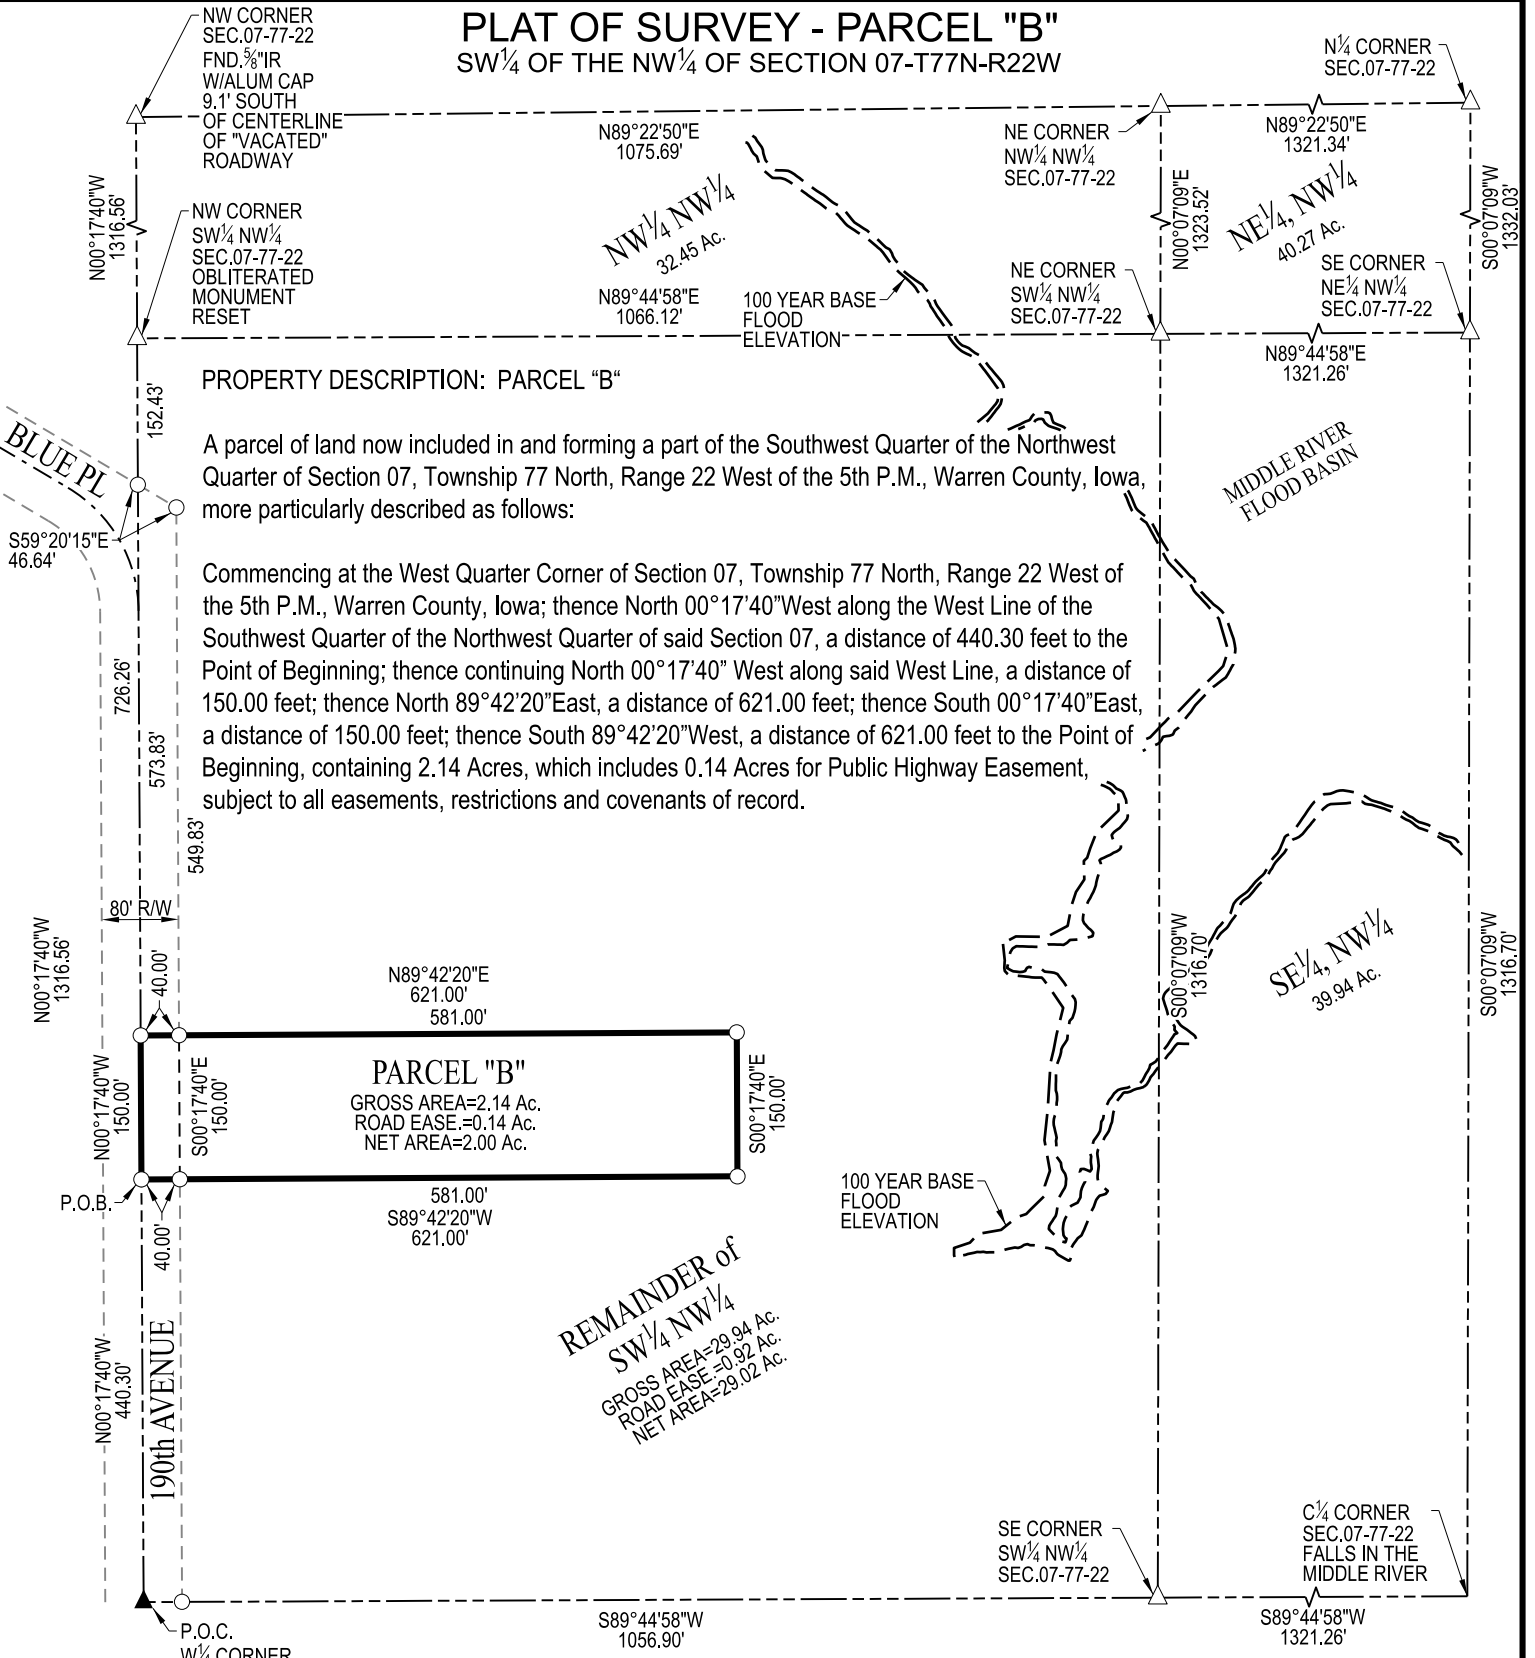 PLAT OF SURVEY - PARCEL "B"
SW¼ OF THE NW¼ OF SECTION 07-T77N-R22W
NW CORNER
SEC.07-77-22
FND.⅝"IR
W/ALUM CAP
9.1' SOUTH
OF CENTERLINE
OF "VACATED"
ROADWAY
N¼ CORNER
SEC.07-77-22
N89°22'50"E
1075.69'
NE CORNER
NW¼ NW¼
SEC.07-77-22
N89°22'50"E
1321.34'
N00°17'40"W
1316.56'
NW CORNER
SW¼ NW¼
SEC.07-77-22
OBLITERATED
MONUMENT
RESET
NW¼ NW¼
32.45 Ac.
N00°07'09"E
1323.52'
NE¼, NW¼
40.27 Ac.
S00°07'09"W
1332.03'
N89°44'58"E
1066.12'
100 YEAR BASE
FLOOD
ELEVATION
NE CORNER
SW¼ NW¼
SEC.07-77-22
SE CORNER
NE¼ NW¼
SEC.07-77-22
N89°44'58"E
1321.26'
PROPERTY DESCRIPTION: PARCEL “B“
A parcel of land now included in and forming a part of the Southwest Quarter of the Northwest
Quarter of Section 07, Township 77 North, Range 22 West of the 5th P.M., Warren County, Iowa,
more particularly described as follows:
Commencing at the West Quarter Corner of Section 07, Township 77 North, Range 22 West of
the 5th P.M., Warren County, Iowa; thence North 00°17’40”West along the West Line of the
Southwest Quarter of the Northwest Quarter of said Section 07, a distance of 440.30 feet to the
Point of Beginning; thence continuing North 00°17’40” West along said West Line, a distance of
150.00 feet; thence North 89°42’20”East, a distance of 621.00 feet; thence South 00°17’40”East,
a distance of 150.00 feet; thence South 89°42’20”West, a distance of 621.00 feet to the Point of
Beginning, containing 2.14 Acres, which includes 0.14 Acres for Public Highway Easement,
subject to all easements, restrictions and covenants of record.
152.43'
BLUE PL
S59°20'15"E
46.64'
MIDDLE RIVER
FLOOD BASIN
726.26'
573.83'
549.83'
80' R/W
N00°17'40"W
1316.56'
40.00'
N89°42'20"E
621.00'
581.00'
S00°07'09"W
1316.70'
SE¼, NW¼
39.94 Ac.
S00°07'09"W
1316.70'
N00°17'40"W
150.00'
S00°17'40"E
150.00'
PARCEL "B"
GROSS AREA=2.14 Ac.
ROAD EASE.=0.14 Ac.
NET AREA=2.00 Ac.
S00°17'40"E
150.00'
P.O.B.
40.00'
581.00'
S89°42'20"W
621.00'
100 YEAR BASE
FLOOD
ELEVATION
REMAINDER of
SW¼ NW¼
GROSS AREA=29.94 Ac.
ROAD EASE.=0.92 Ac.
NET AREA=29.02 Ac.
N00°17'40"W
440.30'
190th AVENUE
SE CORNER
SW¼ NW¼
SEC.07-77-22
C¼ CORNER
SEC.07-77-22
FALLS IN THE
MIDDLE RIVER
S89°44'58"W
1056.90'
S89°44'58"W
1321.26'
P.O.C.
W¼ CORNER